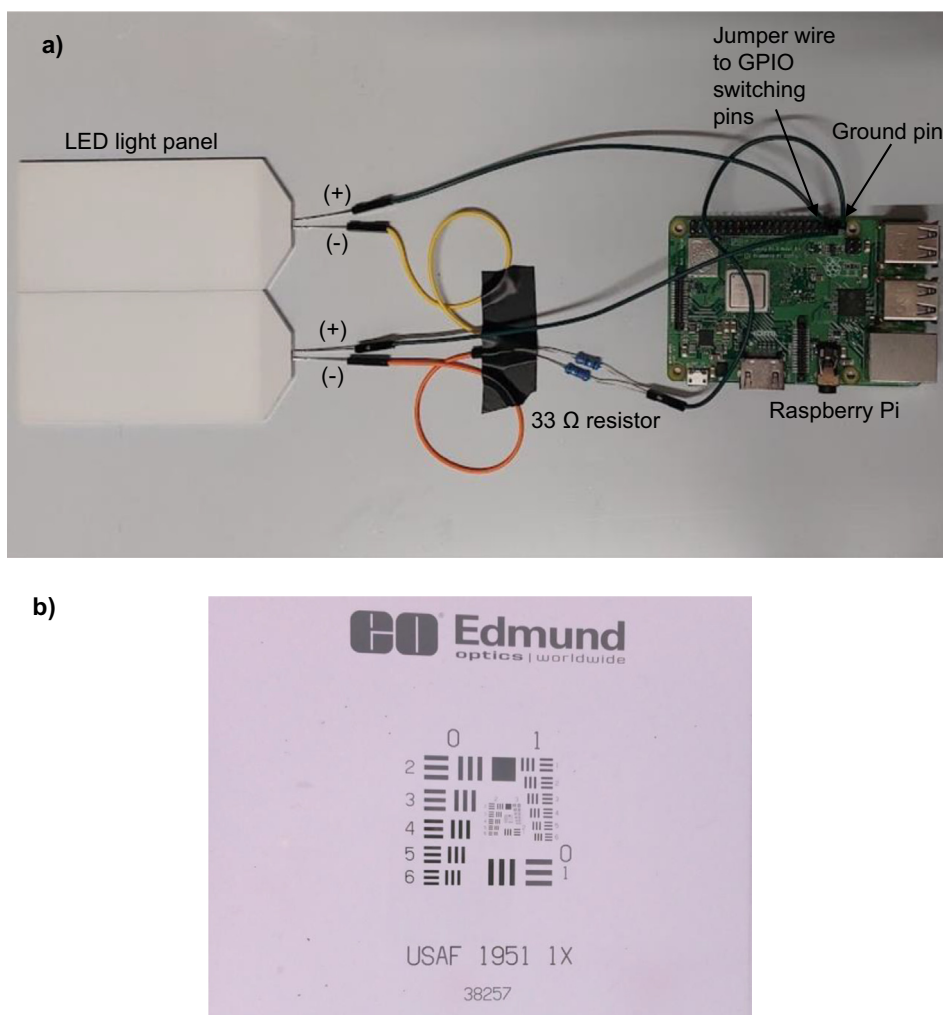 a)
Jumper wire
to GPIO
switching
pins
Ground pin
LED light panel
(+)
(-)
(+)
(-)
33 Ω resistor
Raspberry Pi
b)
EO Edmund
optics | worldwide
0 1
2
3
4
5
6
0
1
USAF 1951 1X
38257